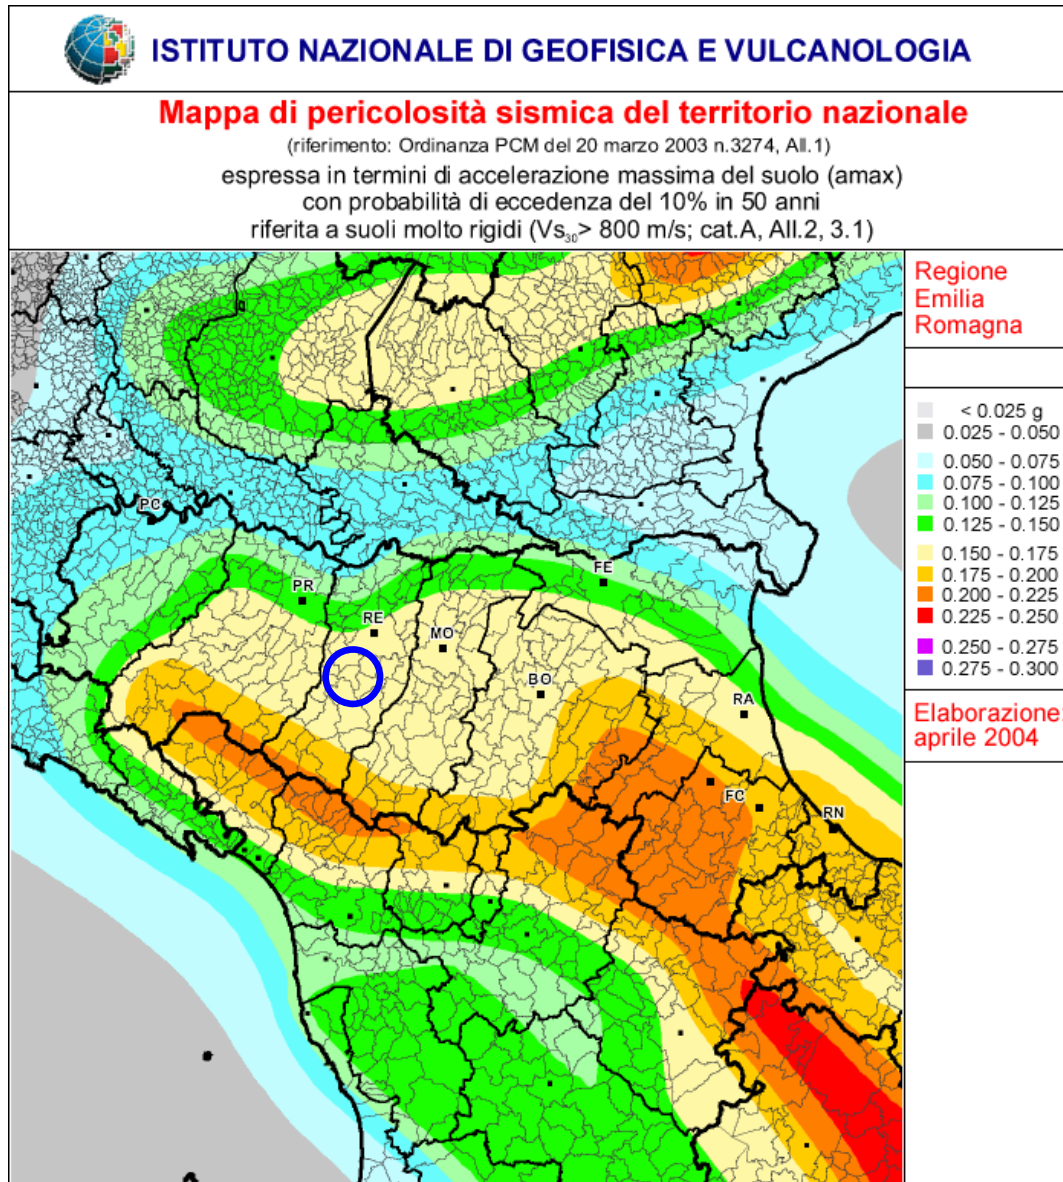 ISTITUTO NAZIONALE DI GEOFISICA E VULCANOLOGIA
Mappa di pericolosità sismica del territorio nazionale
(riferimento: Ordinanza PCM del 20 marzo 2003 n.3274, All.1)
espressa in termini di accelerazione massima del suolo (amax)
con probabilità di eccedenza del 10% in 50 anni
riferita a suoli molto rigidi (Vs30> 800 m/s; cat.A, All.2, 3.1)
Regione
Emilia
Romagna
< 0.025 g
0.025 - 0.050
0.050 - 0.075
0.075 - 0.100
0.100 - 0.125
0.125 - 0.150
0.150 - 0.175
0.175 - 0.200
0.200 - 0.225
0.225 - 0.250
0.250 - 0.275
0.275 - 0.300
Elaborazione
aprile 2004
PC
PR
FE
RE
MO
BO
RA
FC
RN